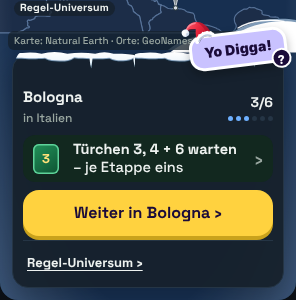 Regel-Universum
Karte: Natural Earth · Orte: GeoNames
Yo Digga!
?
Bologna
3/6
in Italien
3
Türchen 3, 4 + 6 warten
– je Etappe eins
>
Weiter in Bologna >
Regel-Universum >